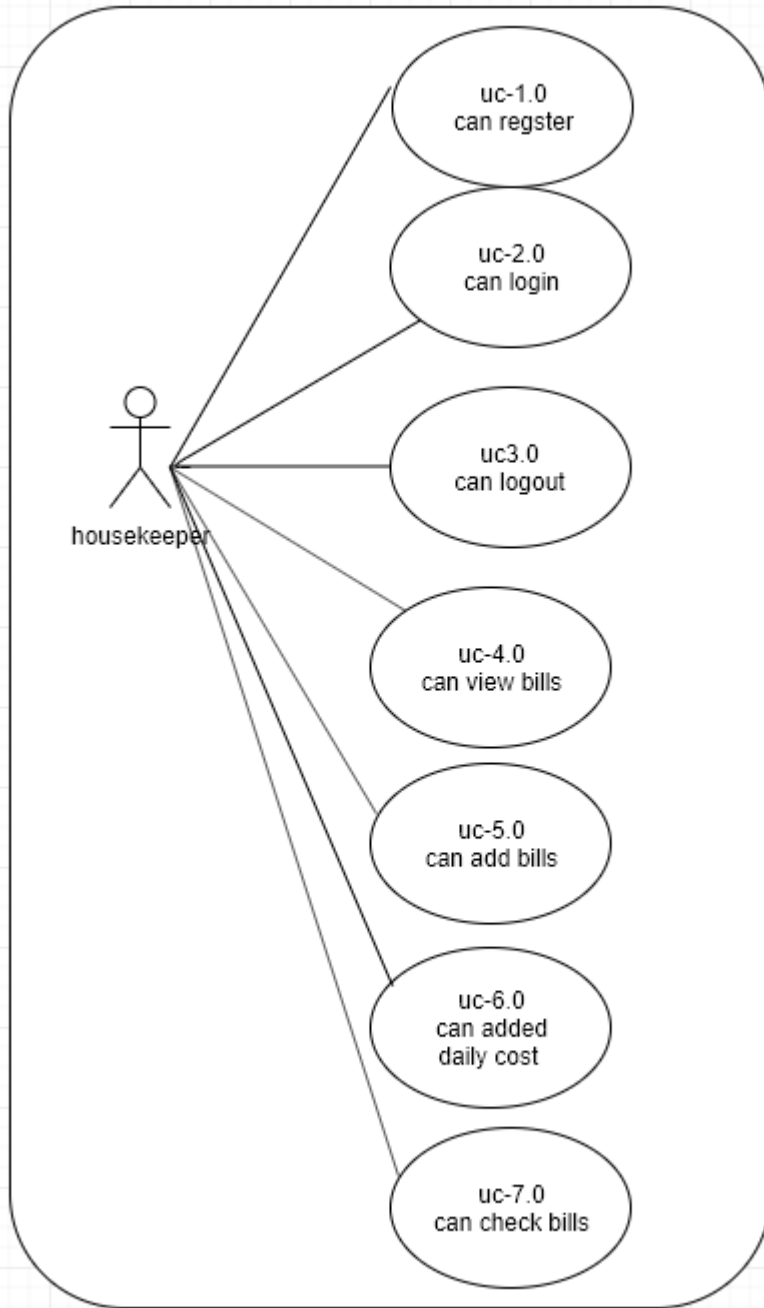 uc-1.0
can regster
uc-2.0
can login
uc3.0
can logout
housekeeper
uc-4.0
can view bills
uc-5.0
can add bills
uc-6.0
can added
daily cost
uc-7.0
can check bills